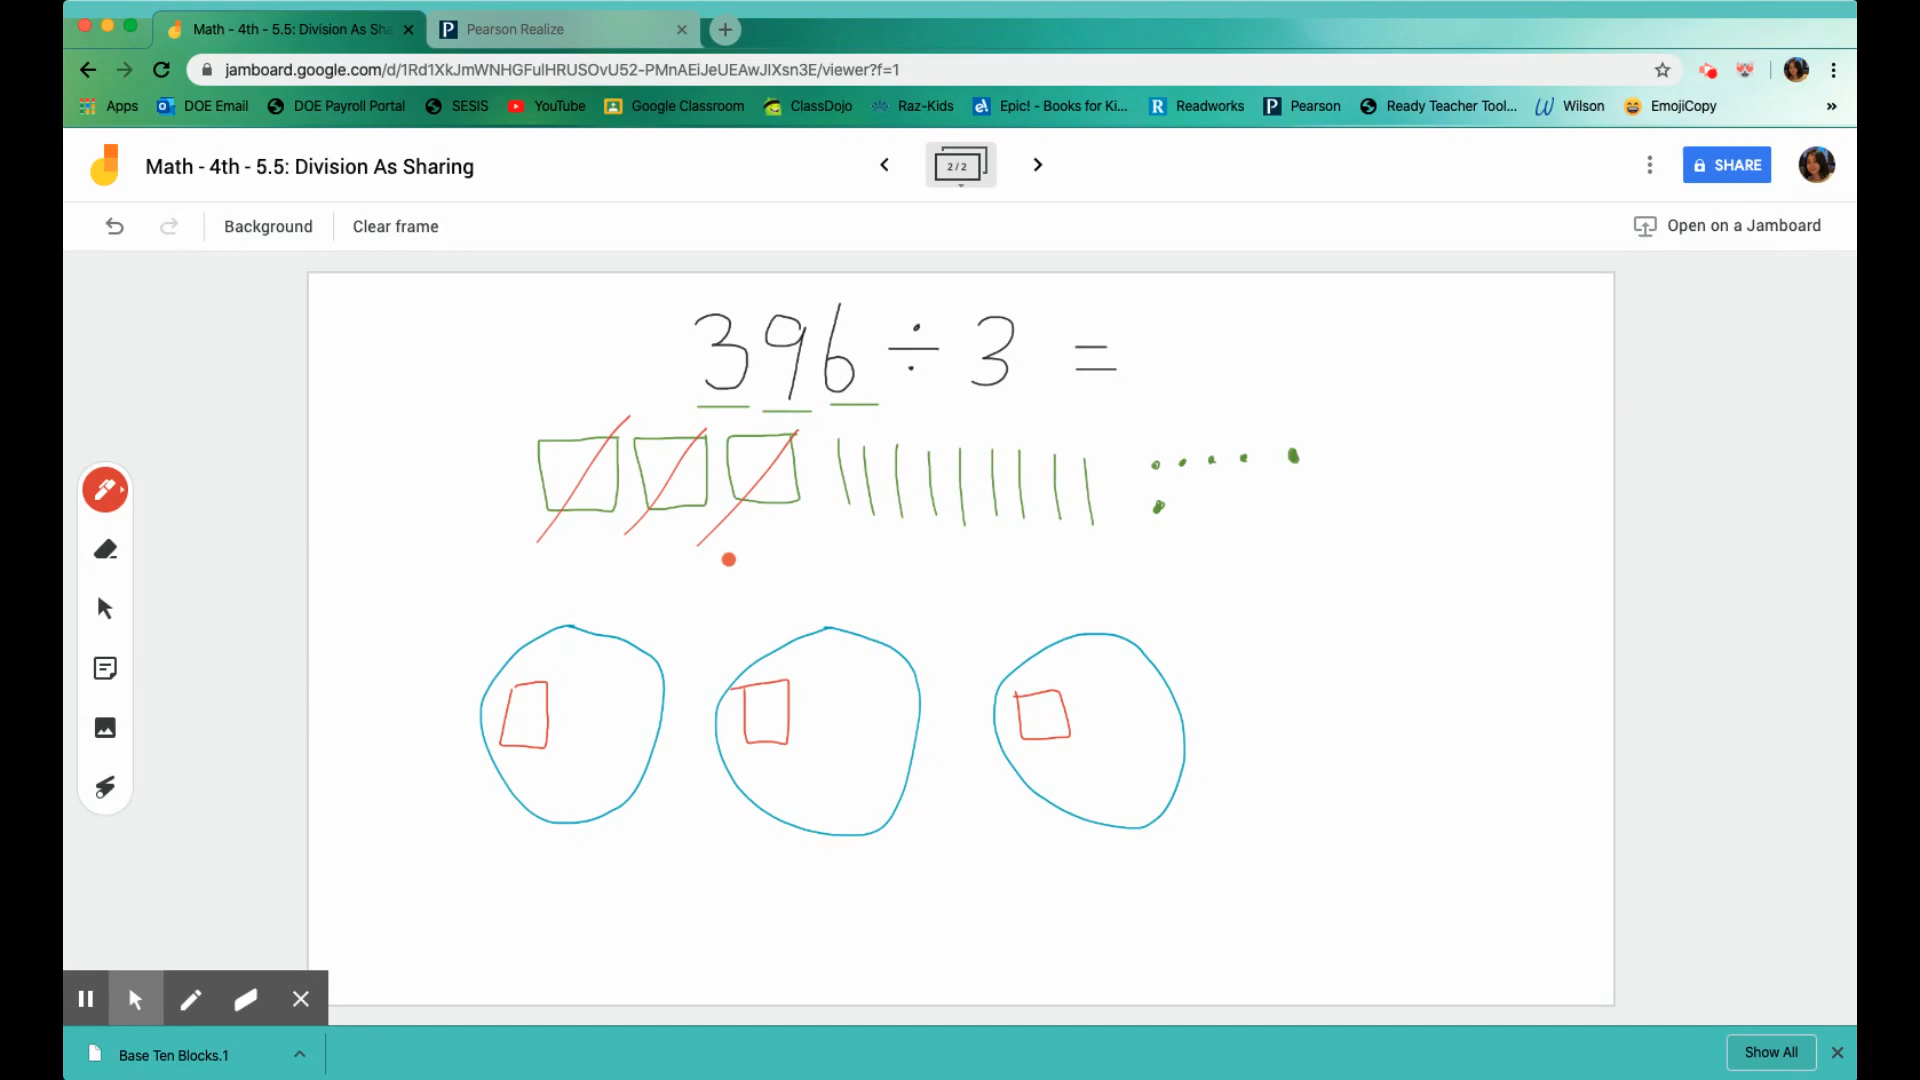 Math - 4th - 5.5: Division As Sha
Pearson Realize
jamboard.google.com/d/1Rd1XkJmWNHGFulHRUSOvU52-PMnAEiJeUEAwJlXsn3E/viewer?f=1
Apps DOE Email DOE Payroll Portal SESIS YouTube Google Classroom ClassDojo Raz-Kids Epic! - Books for Ki... Readworks Pearson Ready Teacher Tool... Wilson EmojiCopy »
Math - 4th - 5.5: Division As Sharing
2 / 2
SHARE
Background
Clear frame
Open on a Jamboard
396 ÷ 3 =
Base Ten Blocks.1
Show All